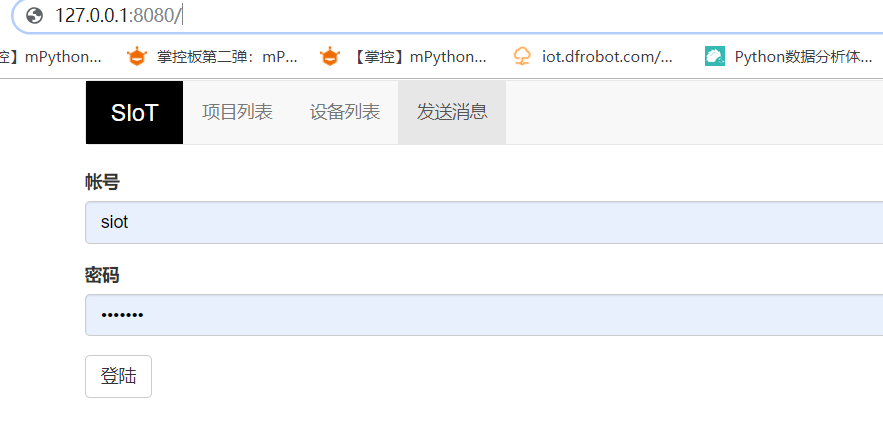 127.0.0.1:8080/
控】mPython... 掌控板第二弹：mP... 【掌控】mPython... iot.dfrobot.com/... Python数据分析体...
SIoT 项目列表 设备列表 发送消息
帐号
siot
密码
•••••••
登陆